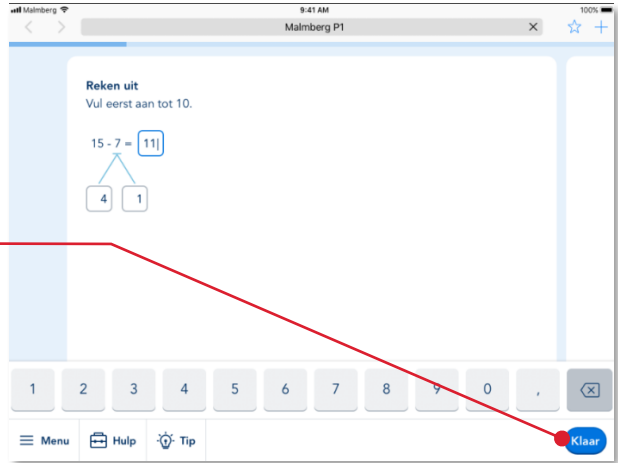 Malmberg 9:41 AM 100%
Malmberg P1
Reken uit
Vul eerst aan tot 10.
15 - 7 = 11
4 1
1 2 3 4 5 6 7 8 9 0 ,
Menu Hulp Tip Klaar